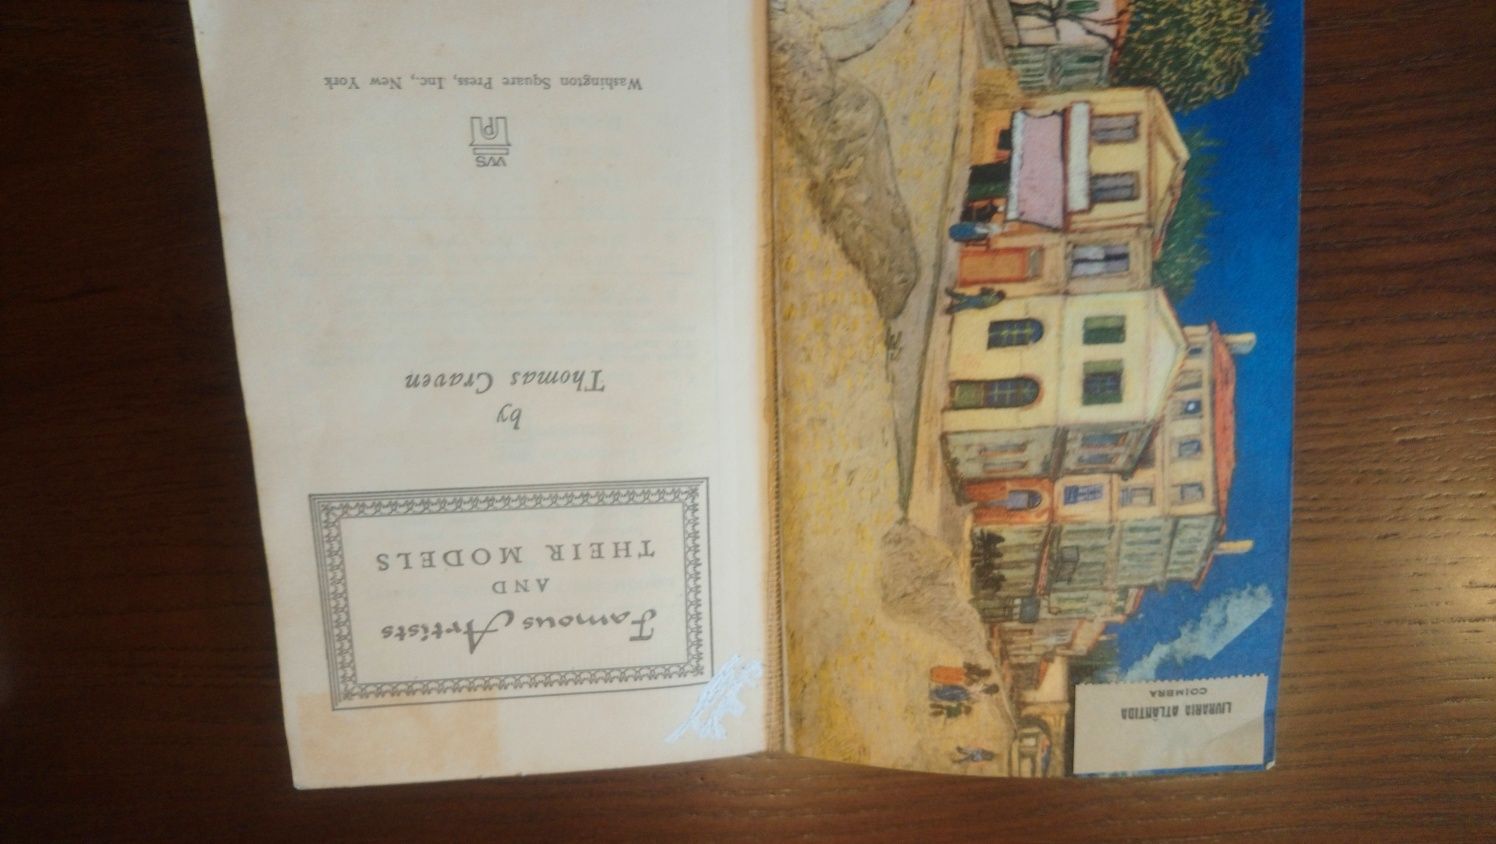 LIVRARIA ATLÂNTIDA
COIMBRA
Famous Artists
AND
THEIR MODELS
by
Thomas Craven
WS
P
Washington Square Press, Inc., New York